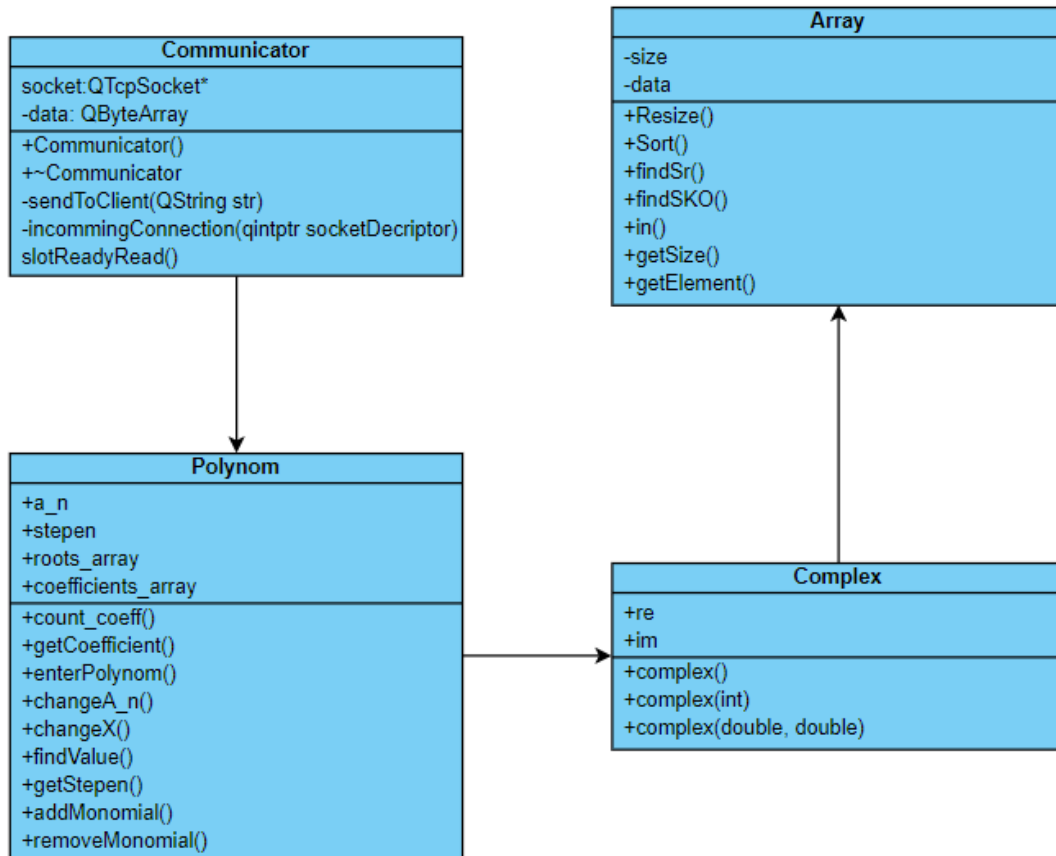 Communicator
socket:QTcpSocket*
-data: QByteArray
+Communicator()
+~Communicator
-sendToClient(QString str)
-incommingConnection(qintptr socketDecriptor)
slotReadyRead()
Array
-size
-data
+Resize()
+Sort()
+findSr()
+findSKO()
+in()
+getSize()
+getElement()
Polynom
+a_n
+stepen
+roots_array
+coefficients_array
+count_coeff()
+getCoefficient()
+enterPolynom()
+changeA_n()
+changeX()
+findValue()
+getStepen()
+addMonomial()
+removeMonomial()
Complex
+re
+im
+complex()
+complex(int)
+complex(double, double)